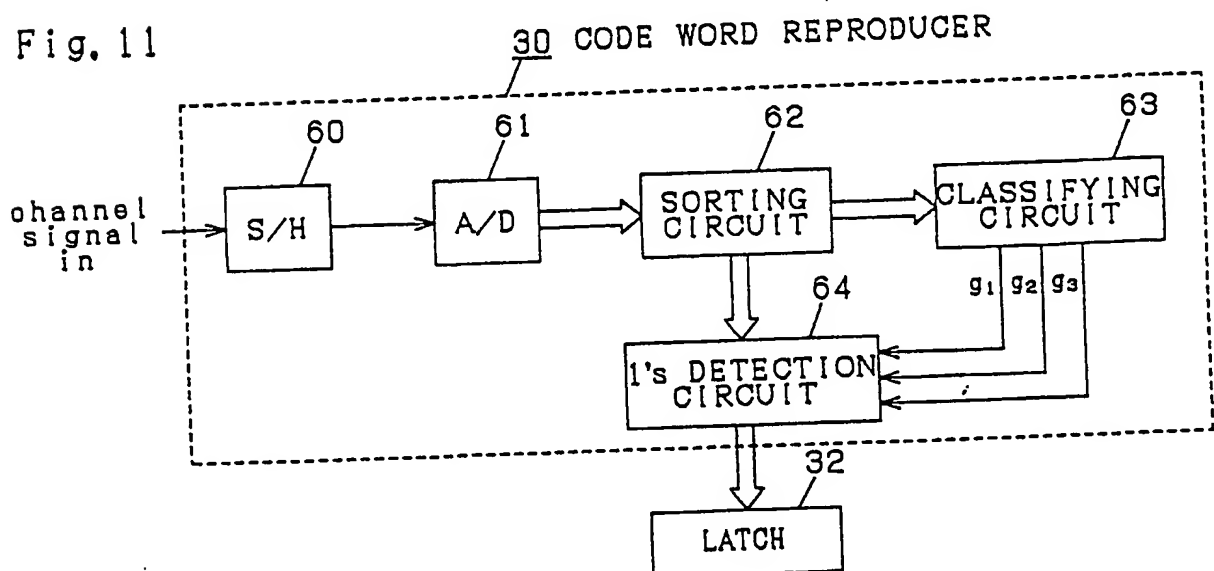 Fig. 11
30 CODE WORD REPRODUCER
60
61
62
63
ohannel
signal
in
S/H
A/D
SORTING
CIRCUIT
CLASSIFYING
CIRCUIT
g1 g2 g3
64
1's DETECTION
CIRCUIT
32
LATCH